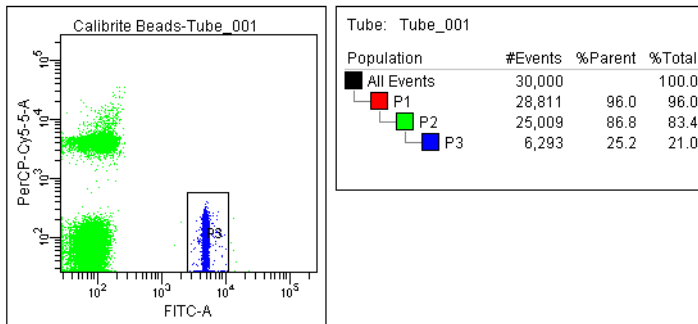 Calibrite Beads-Tube_001
PerCP-Cy5-5-A
10^5
10^4
10^3
10^2
P3
10^2 10^3 10^4 10^5
FITC-A
Tube: Tube_001
Population #Events %Parent %Total
All Events 30,000 100.0
P1 28,811 96.0 96.0
P2 25,009 86.8 83.4
P3 6,293 25.2 21.0